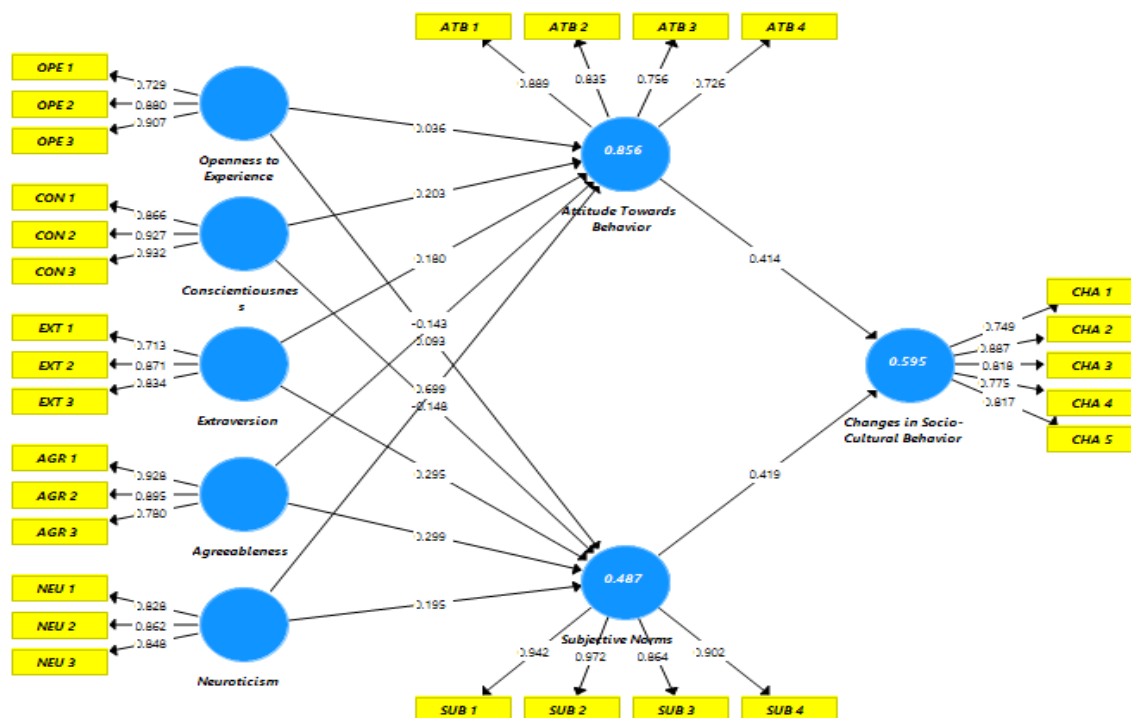 ATB 1
ATB 2
ATB 3
ATB 4
0.889
0.835
0.756
0.726
OPE 1
OPE 2
OPE 3
0.729
0.880
0.907
Openness to
Experience
0.036
0.856
Attitude Towards
Behavior
CON 1
CON 2
CON 3
0.866
0.927
0.932
Conscientiousnes
s
0.203
0.180
0.414
EXT 1
EXT 2
EXT 3
0.713
0.871
0.834
Extraversion
-0.143
0.093
0.699
-0.148
0.595
Changes in Socio-
Cultural Behavior
0.749
0.887
0.818
0.775
0.817
CHA 1
CHA 2
CHA 3
CHA 4
CHA 5
AGR 1
AGR 2
AGR 3
0.928
0.895
0.780
Agreeableness
0.295
0.299
0.419
NEU 1
NEU 2
NEU 3
0.828
0.862
0.848
Neuroticism
0.195
0.487
Subjective Norms
0.942
0.972
0.864
0.902
SUB 1
SUB 2
SUB 3
SUB 4